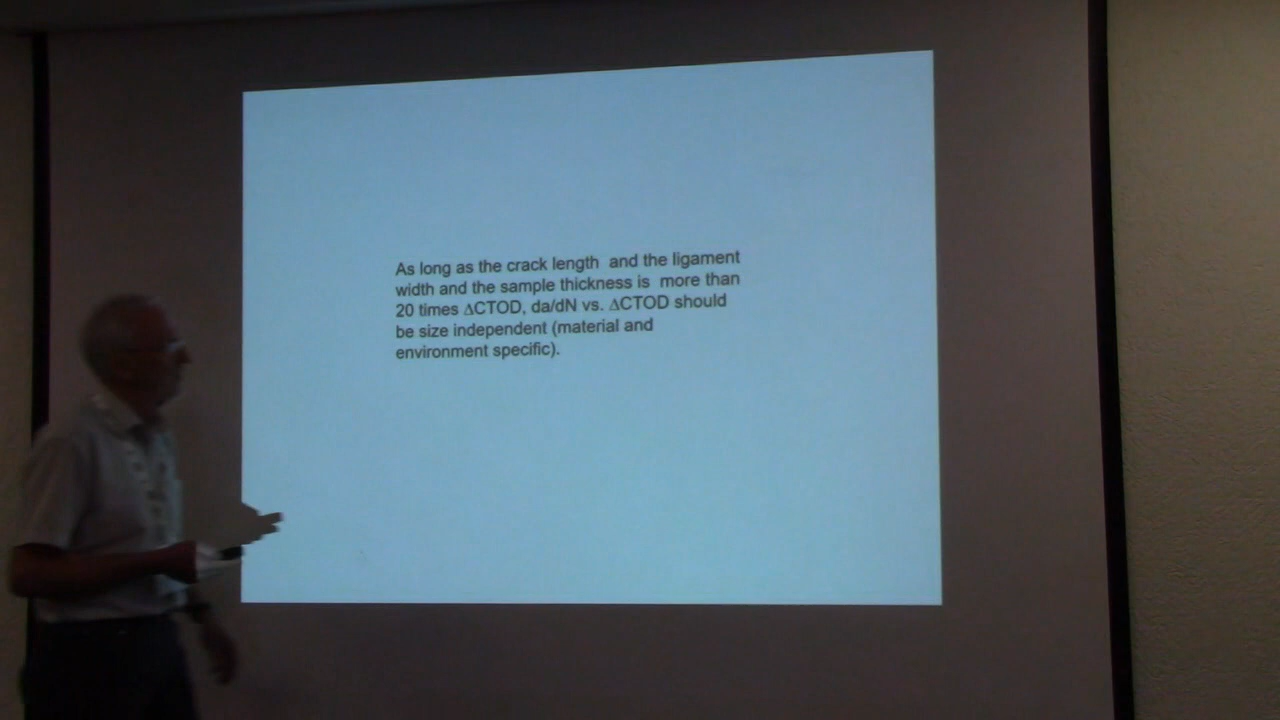 As long as the crack length  and the ligament
width and the sample thickness is  more than
20 times ΔCTOD, da/dN vs. ΔCTOD should
be size independent (material and
environment specific).